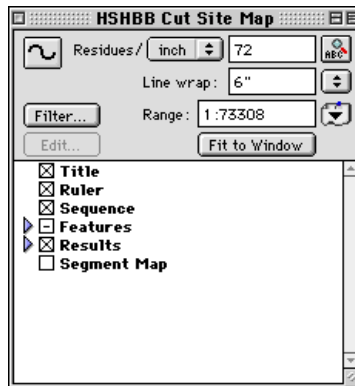 HSHBB Cut Site Map
Residues/ inch 72
ABC
Line wrap: 6"
Filter... Range: 1:73308
Edit... Fit to Window
Title
Ruler
Sequence
Features
Results
Segment Map